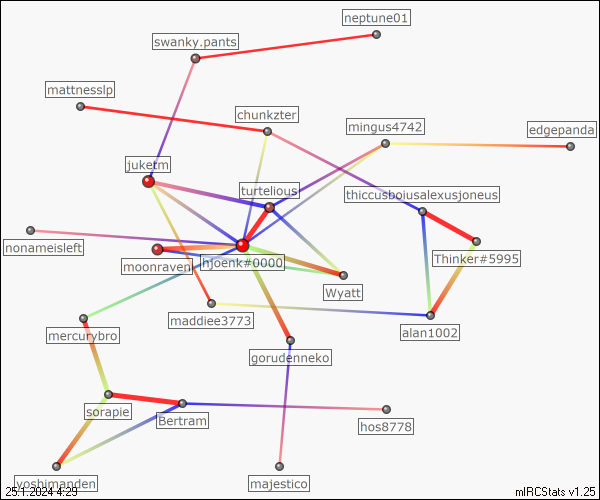 neptune01
swanky.pants
mattnesslp
chunkzter
mingus4742
edgepanda
juketm
turtelious
thiccusboiusalexusjoneus
nonameisleft
moonraven
hjoenk#0000
Thinker#5995
Wyatt
maddiee3773
alan1002
mercurybro
gorudenneko
sorapie
Bertram
hos8778
yoshimanden
majestico
25.1.2024 4:29
mIRCStats v1.25